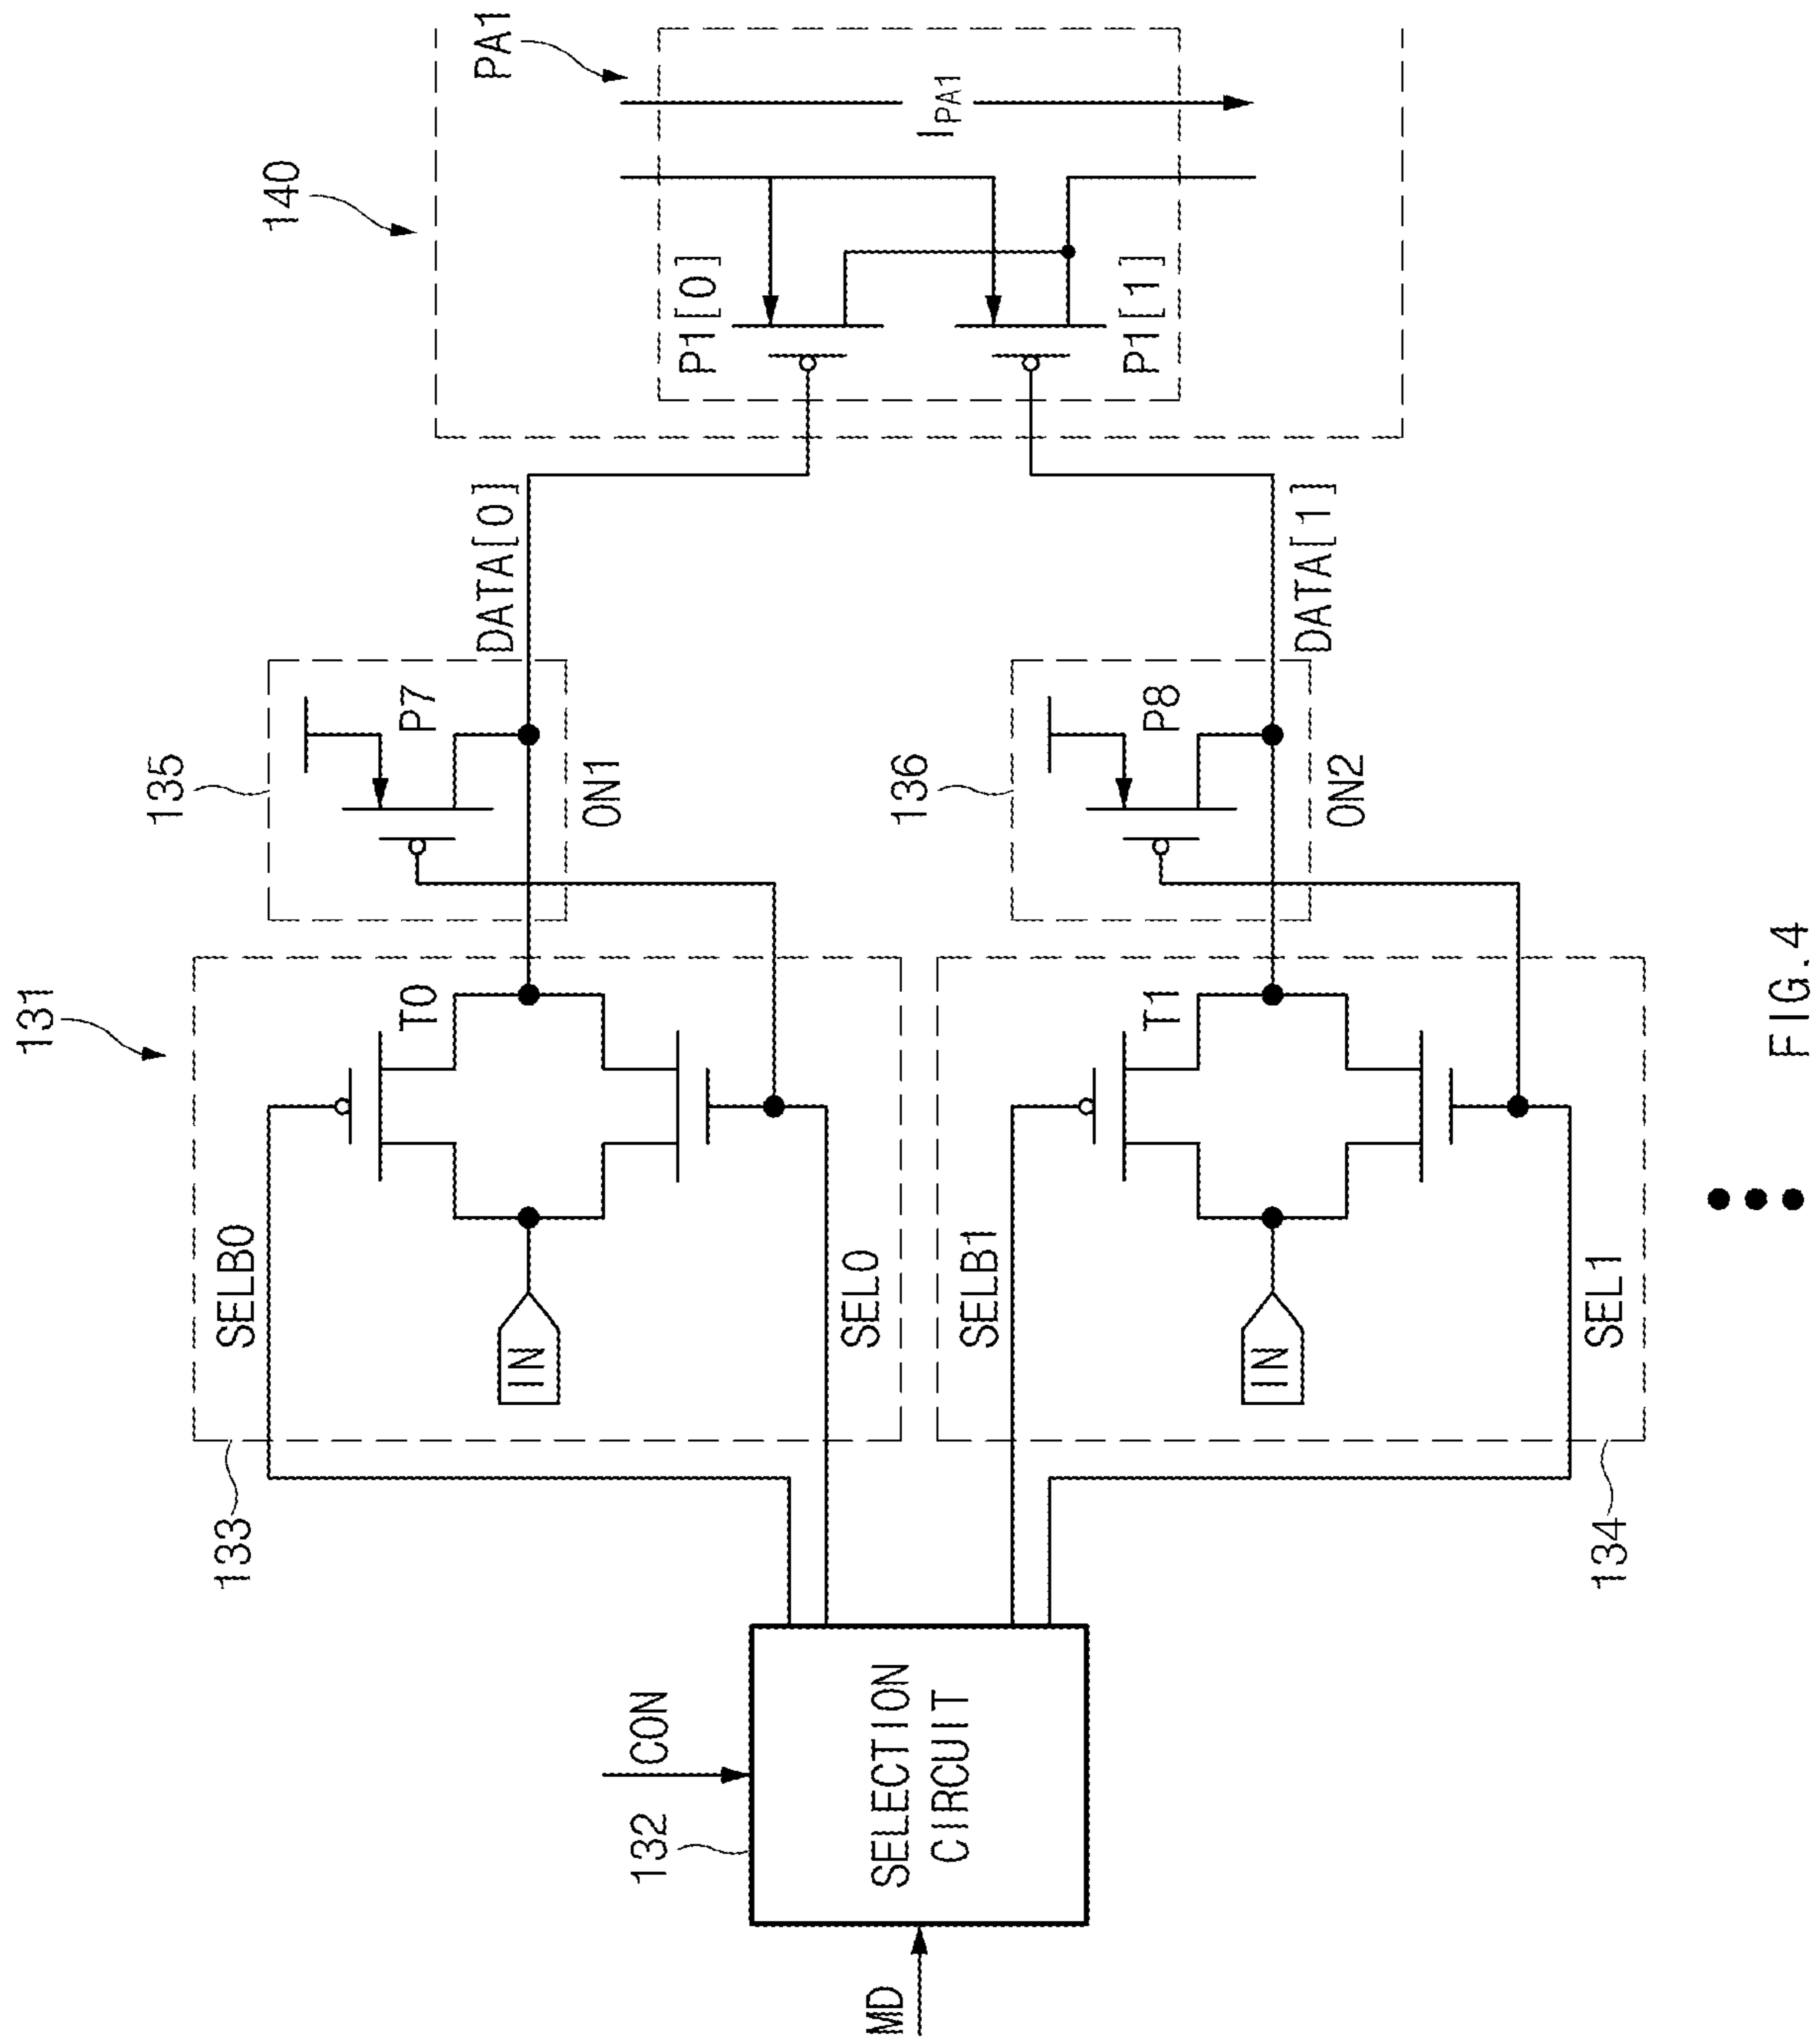 131
133
SELB0
IN
T0
SEL0
135
P7
ON1
DATA[0]
140
PA1
P1[0]
P1[1]
I_PA1
132
CON
MD
SELECTION
CIRCUIT
SELB1
IN
T1
SEL1
134
136
P8
ON2
DATA[1]
FIG.4